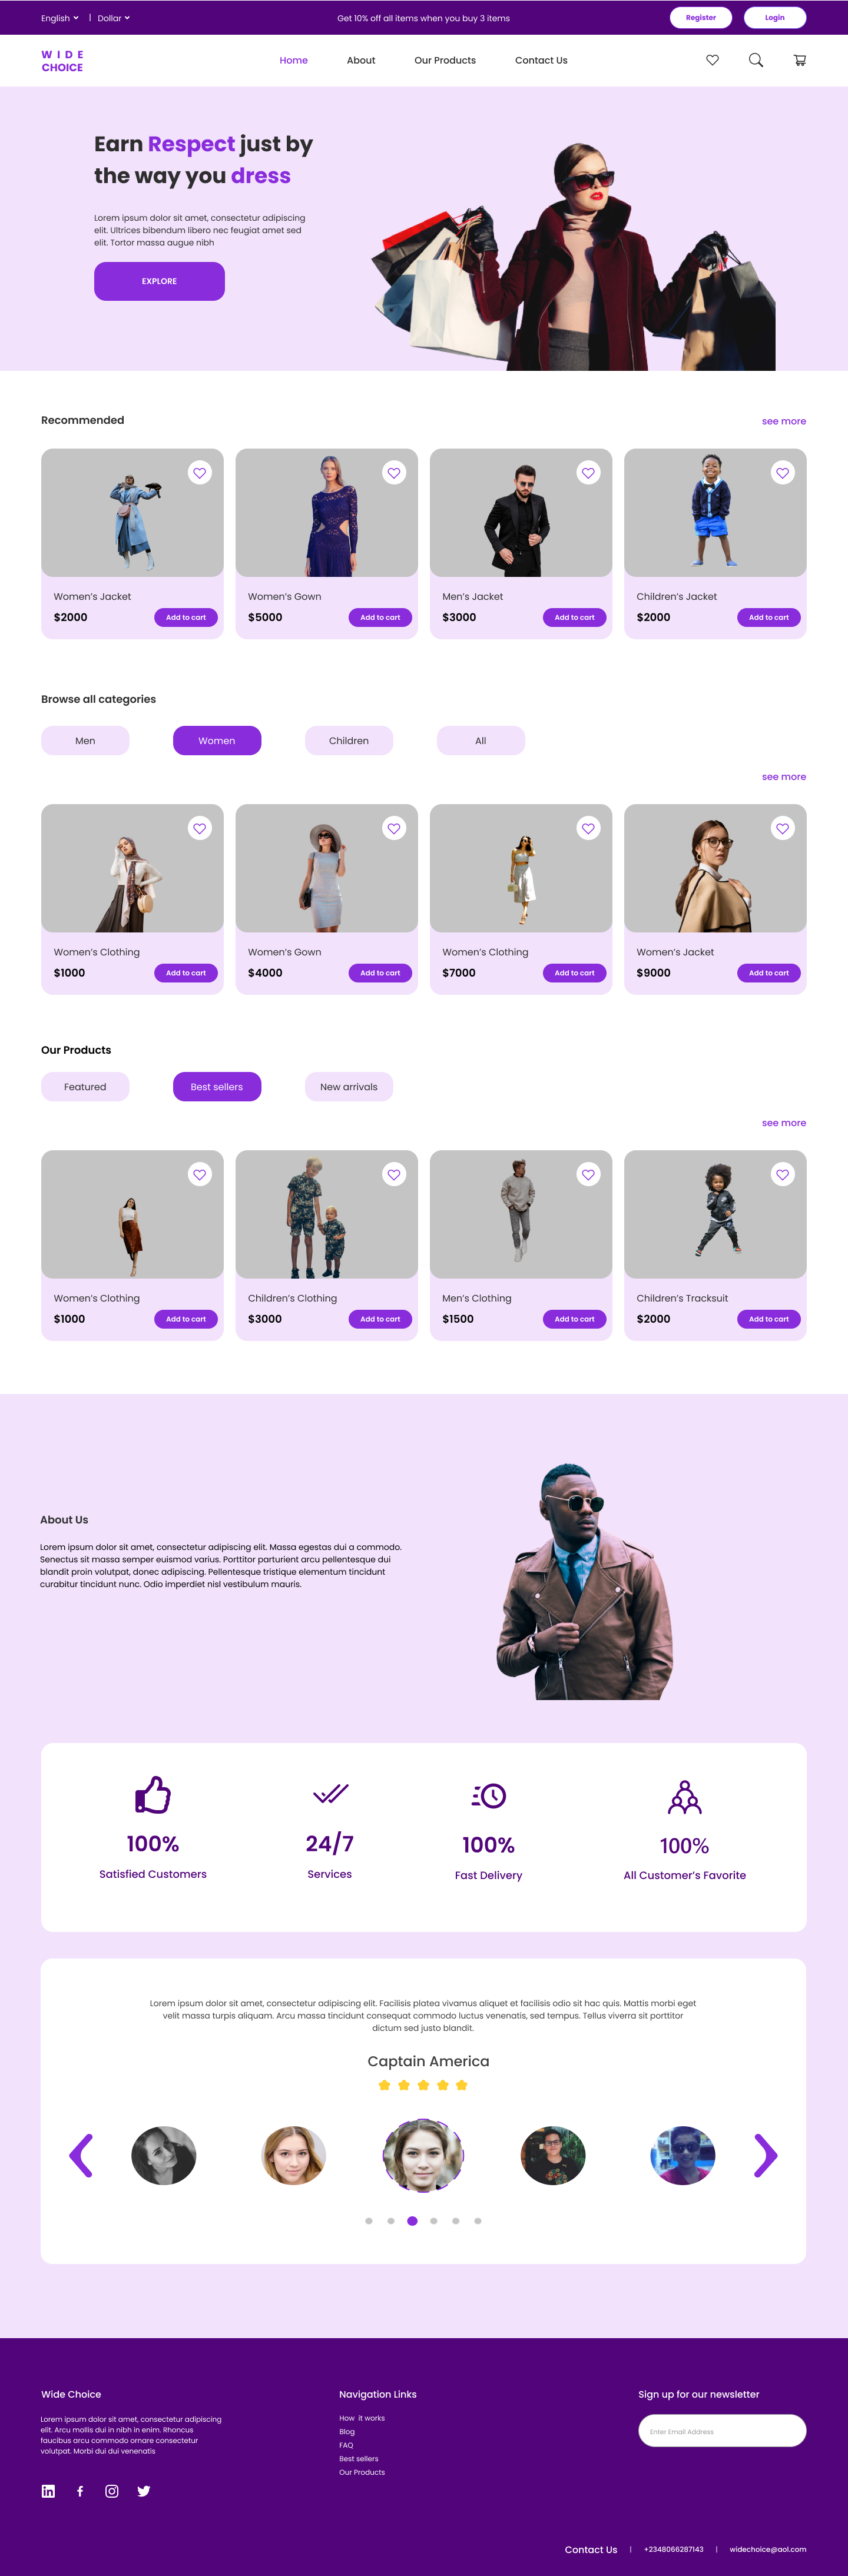 English | Dollar
Get 10% off all items when you buy 3 items
Register
Login
WIDE
CHOICE
Home
About
Our Products
Contact Us
Earn Respect just by
the way you dress
Lorem ipsum dolor sit amet, consectetur adipiscing
elit. Ultrices bibendum libero nec feugiat amet sed
elit. Tortor massa augue nibh
EXPLORE
Recommended
see more
Women's Jacket
$2000
Add to cart
Women's Gown
$5000
Add to cart
Men's Jacket
$3000
Add to cart
Children's Jacket
$2000
Add to cart
Browse all categories
Men
Women
Children
All
see more
Women's Clothing
$1000
Add to cart
Women's Gown
$4000
Add to cart
Women's Clothing
$7000
Add to cart
Women's Jacket
$9000
Add to cart
Our Products
Featured
Best sellers
New arrivals
see more
Women's Clothing
$1000
Add to cart
Children's Clothing
$3000
Add to cart
Men's Clothing
$1500
Add to cart
Children's Tracksuit
$2000
Add to cart
About Us
Lorem ipsum dolor sit amet, consectetur adipiscing elit. Massa egestas dui a commodo.
Senectus sit massa semper euismod varius. Porttitor parturient arcu pellentesque dui
blandit proin volutpat, donec adipiscing. Pellentesque tristique elementum tincidunt
curabitur tincidunt nunc. Odio imperdiet nisl vestibulum mauris.
100%
Satisfied Customers
24/7
Services
100%
Fast Delivery
100%
All Customer's Favorite
Lorem ipsum dolor sit amet, consectetur adipiscing elit. Facilisis platea vivamus aliquet et facilisis odio sit hac quis. Mattis morbi eget
velit massa turpis aliquam. Arcu massa tincidunt consequat commodo luctus venenatis, sed tempus. Tellus viverra sit porttitor
dictum sed justo blandit.
Captain America
Wide Choice
Lorem ipsum dolor sit amet, consectetur adipiscing
elit. Arcu mollis dui in nibh in enim. Rhoncus
faucibus arcu commodo ornare consectetur
volutpat. Morbi dui dui venenatis
Navigation Links
How it works
Blog
FAQ
Best sellers
Our Products
Sign up for our newsletter
Enter Email Address
Contact Us | +2348066287143 | widechoice@aol.com